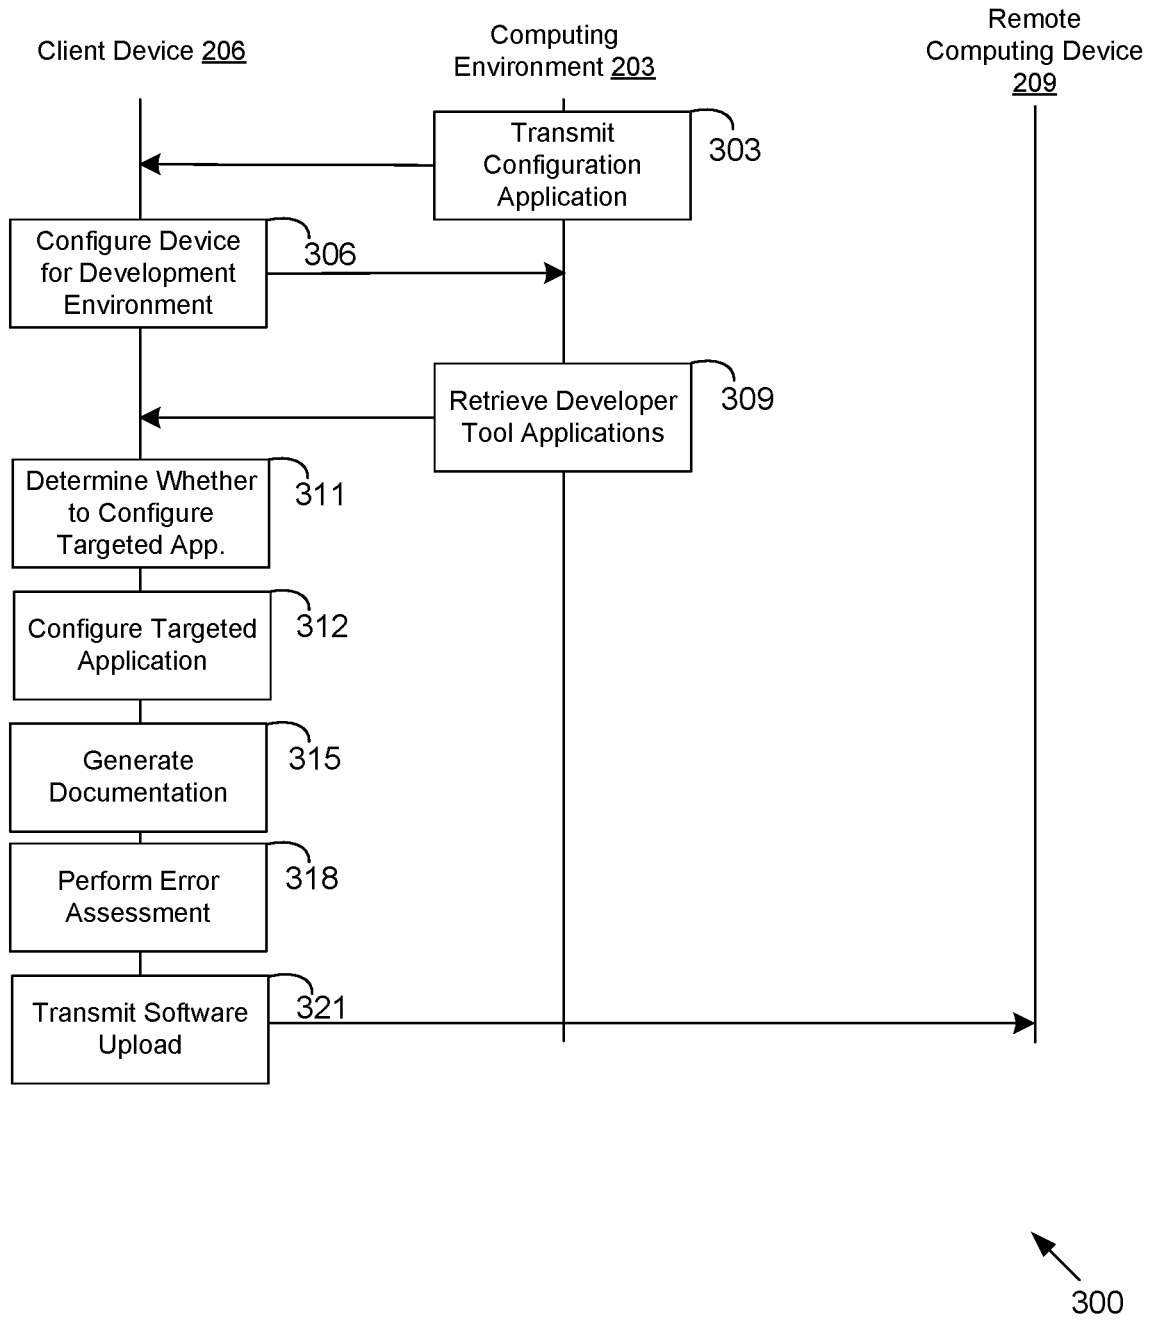 Client Device 206
Computing
Environment 203
Remote
Computing Device
209
Transmit
Configuration
Application
303
Configure Device
for Development
Environment
306
Retrieve Developer
Tool Applications
309
Determine Whether
to Configure
Targeted App.
311
Configure Targeted
Application
312
Generate
Documentation
315
Perform Error
Assessment
318
Transmit Software
Upload
321
300